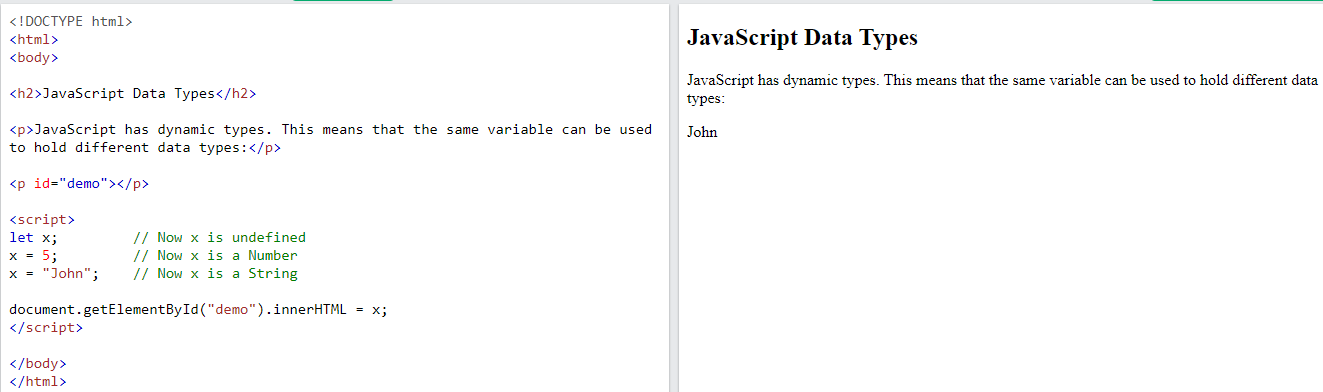 <!DOCTYPE html>
<html>
<body>
<h2>JavaScript Data Types</h2>
<p>JavaScript has dynamic types. This means that the same variable can be used
to hold different data types:</p>
<p id="demo"></p>
<script>
let x;         // Now x is undefined
x = 5;         // Now x is a Number
x = "John";    // Now x is a String
document.getElementById("demo").innerHTML = x;
</script>
</body>
</html>
JavaScript Data Types
JavaScript has dynamic types. This means that the same variable can be used to hold different data
types:
John